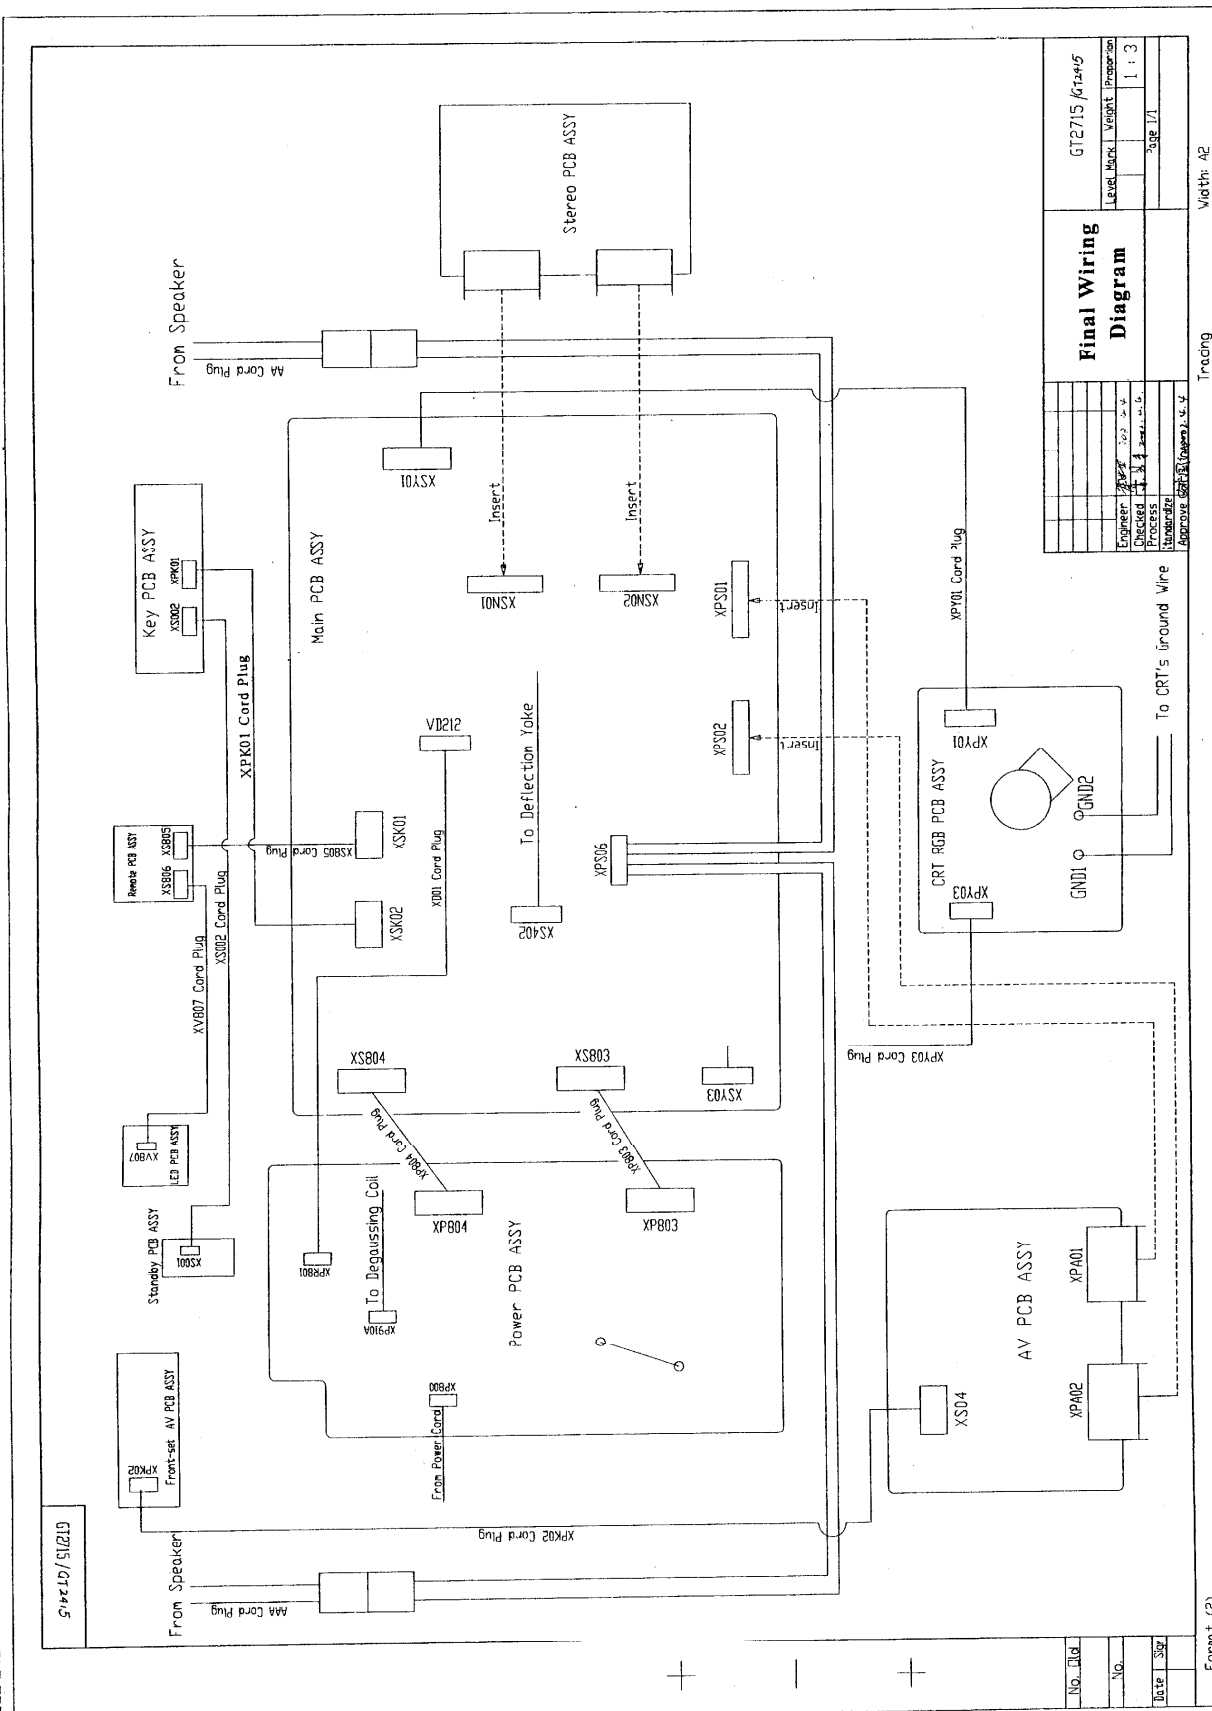 GT2715/GT2415
From Speaker
AAA Cord Plug
XPK02
Front-set AV PCB ASSY
XPK02 Cord Plug
Standby PCB ASSY
XS001
XV807
LED PCB ASSY
XV807 Cord Plug
XS002 Cord Plug
Remote PCB ASSY
XS806
XS805
XS805 Cord Plug
XPK01 Cord Plug
Key PCB ASSY
XS002
XPK01
From Speaker
AA Cord Plug
Stereo PCB ASSY
Main PCB ASSY
XSY01
Insert
XSN01
Insert
XSN02
VD212
XD01 Cord Plug
XSK01
XSK02
To Deflection Yoke
XS402
XPS06
XPS01
Insert
XPS02
Insert
XS804
XP804 Cord Plug
XS803
XP803 Cord Plug
XSY03
XPR801
To Degaussing Coil
XP910A
XP804
XP803
Power PCB ASSY
XP800
From Power Cord
AV PCB ASSY
XS04
XPA01
XPA02
XPY03 Cord Plug
CRT RGB PCB ASSY
XPY03
XPY01
GND1
GND2
XPY01 Cord Plug
To CRT's Ground Wire
Final Wiring
Diagram
GT2715/GT2415
Level Mark
Weight
Proportion
1 : 3
Page 1/1
Engineer
Checked
Process
Standardize
Approve
No. Old
No.
Date
Sign
Format (2)
Tracing
Width: A2